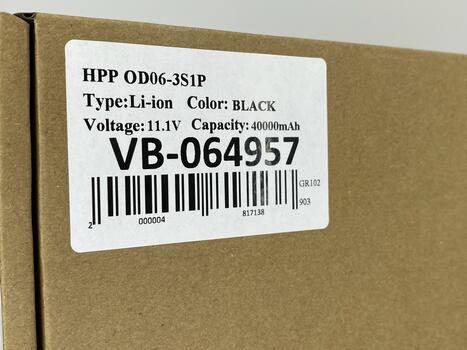 HPP OD06-3S1P
Type:Li-ion Color: BLACK
Voltage: 11.1V Capacity: 40000mAh
VB-064957
GR102
903
2 000004 817138